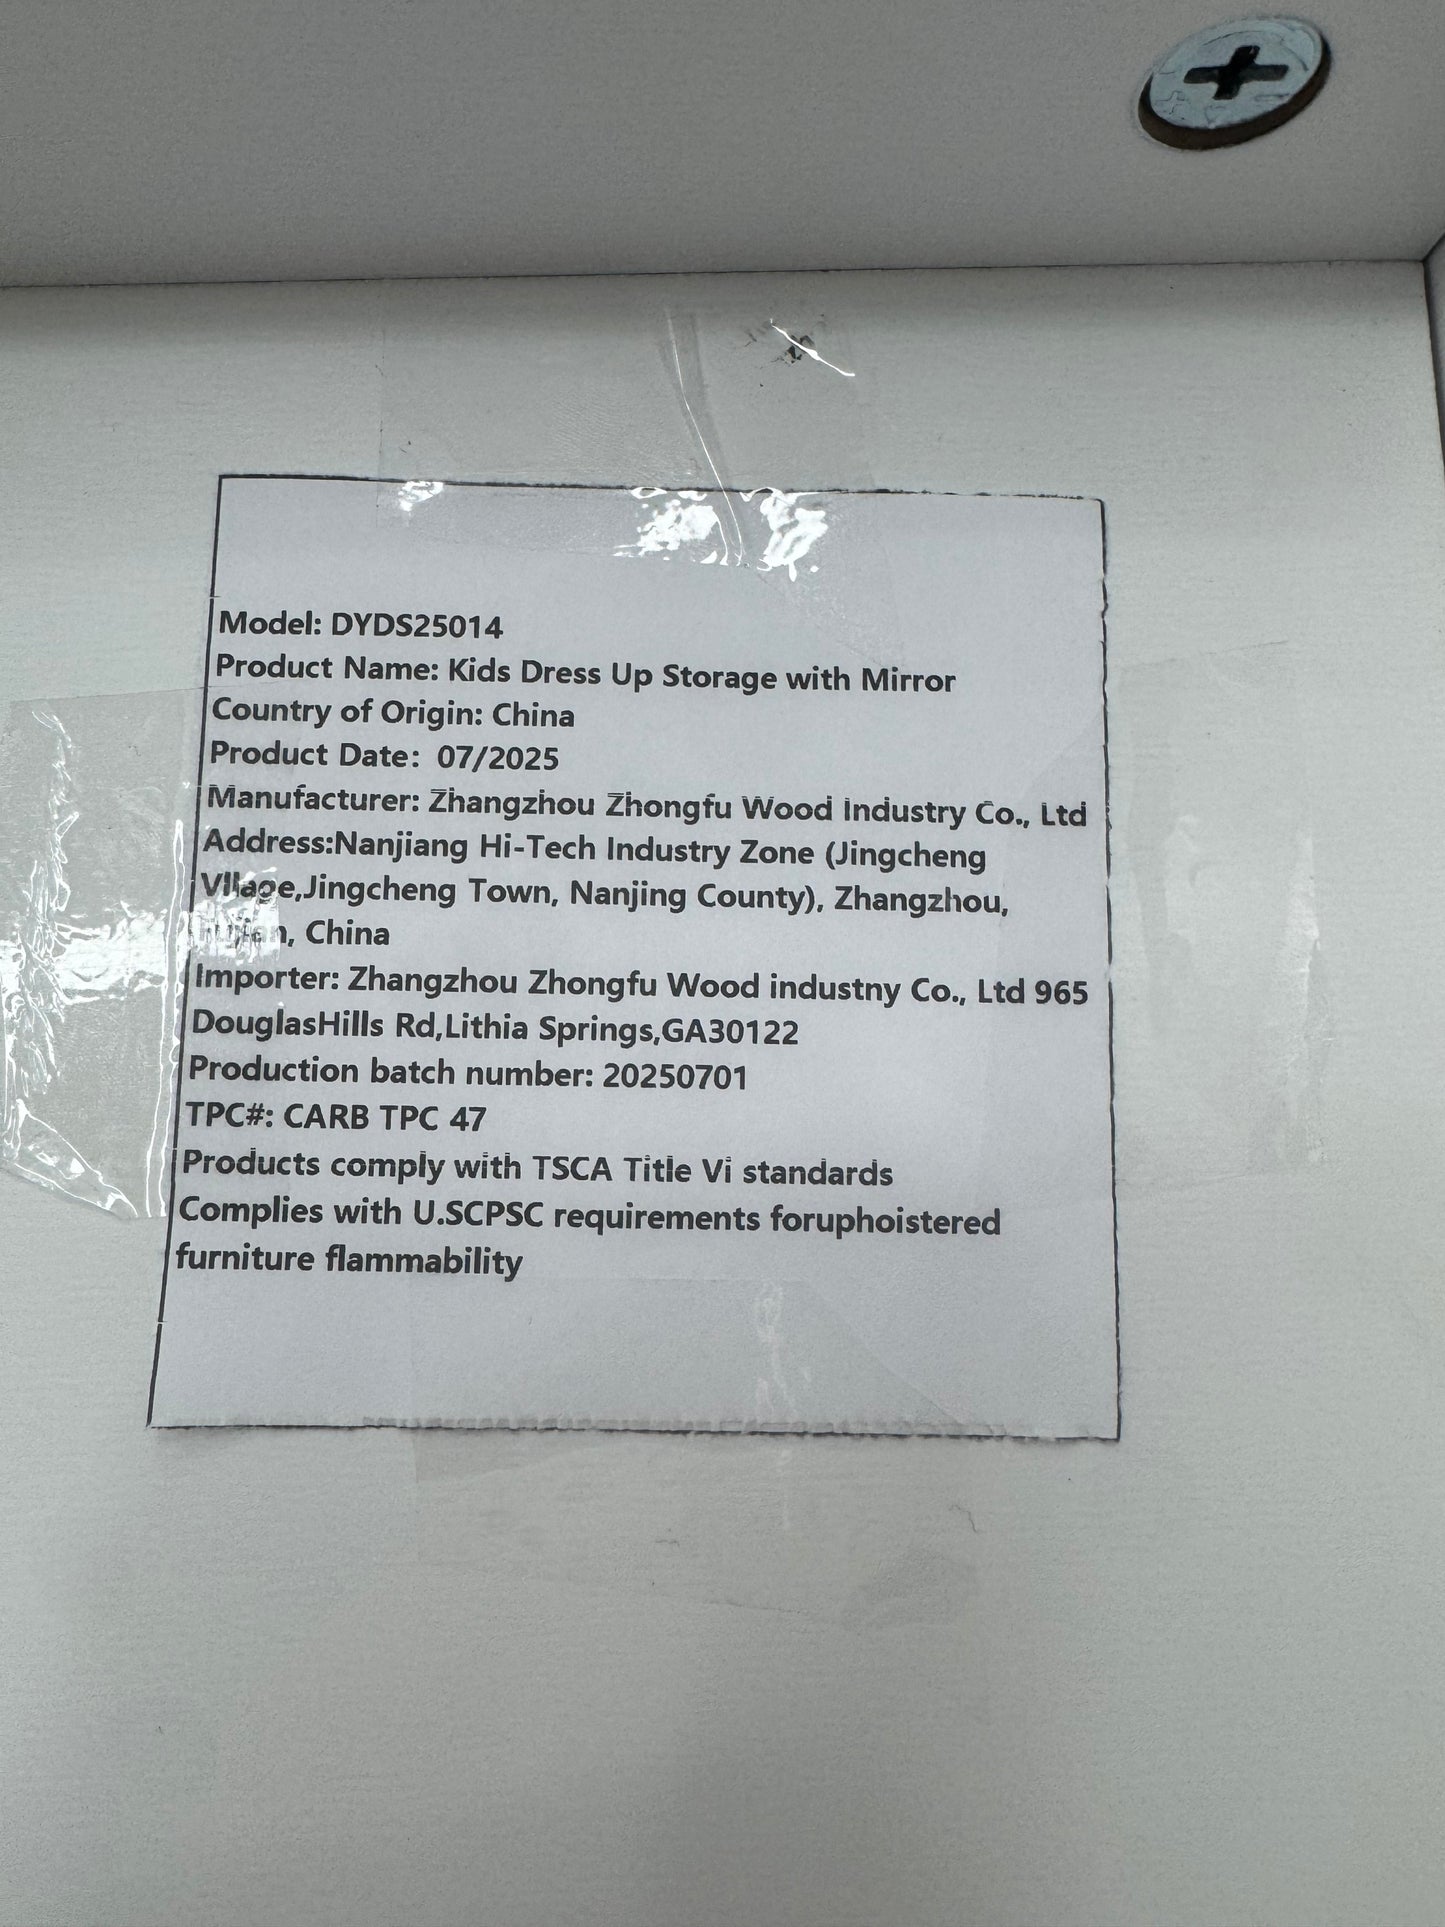 Model: DYDS25014
Product Name: Kids Dress Up Storage with Mirror
Country of Origin: China
Product Date: 07/2025
Manufacturer: Zhangzhou Zhongfu Wood Industry Co., Ltd
Address:Nanjiang Hi-Tech Industry Zone (Jingcheng
Vllage,Jingcheng Town, Nanjing County), Zhangzhou,
Fujian, China
Importer: Zhangzhou Zhongfu Wood industny Co., Ltd 965
DouglasHills Rd,Lithia Springs,GA30122
Production batch number: 20250701
TPC#: CARB TPC 47
Products comply with TSCA Title Vi standards
Complies with U.SCPSC requirements foruphoistered
furniture flammability